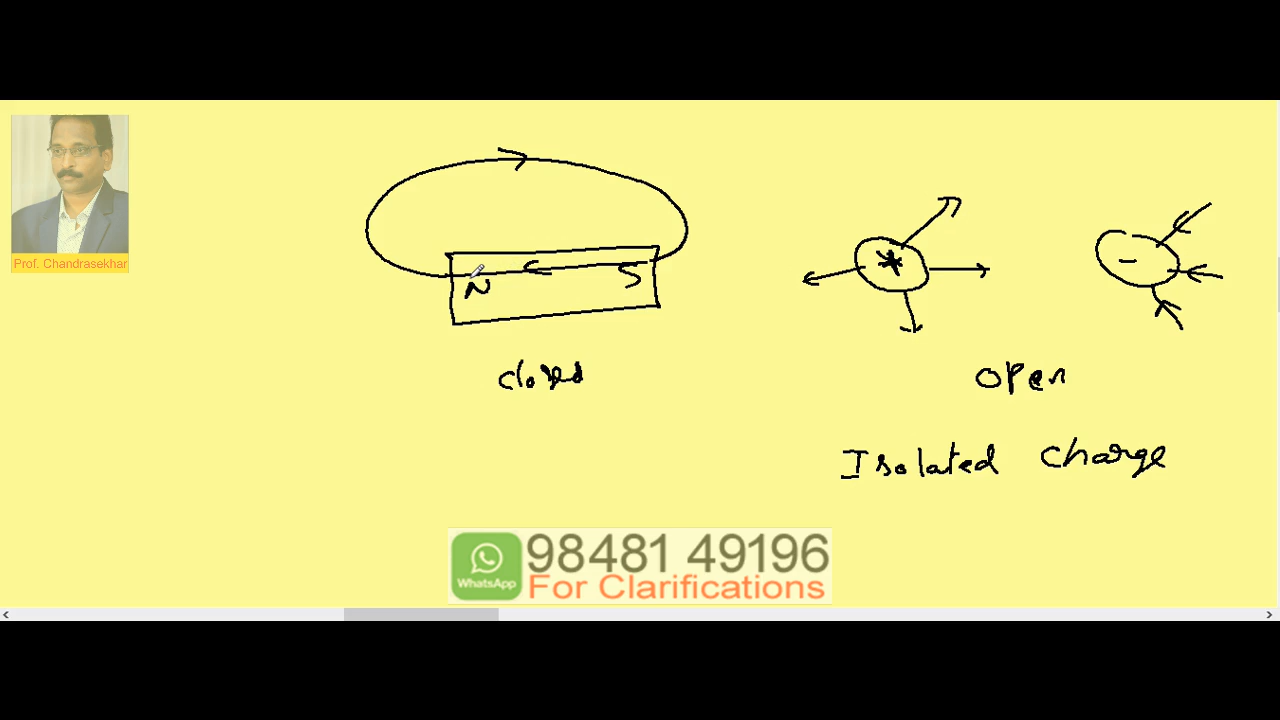 Prof. Chandrasekhar
N S
-
closed
open
Isolated charge
WhatsApp
98481 49196
For Clarifications